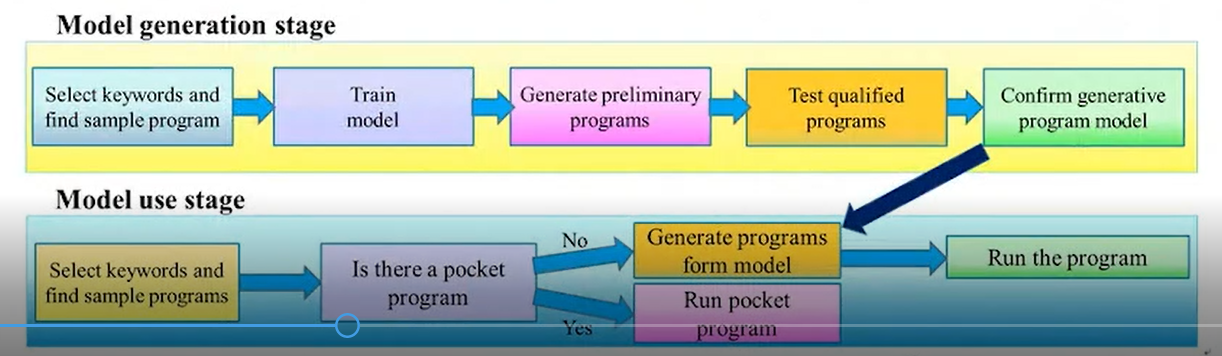 Model generation stage
Select keywords and
find sample program
Train
model
Generate preliminary
programs
Test qualified
programs
Confirm generative
program model
Model use stage
Select keywords and
find sample programs
Is there a pocket
program
No
Yes
Generate programs
form model
Run pocket
program
Run the program